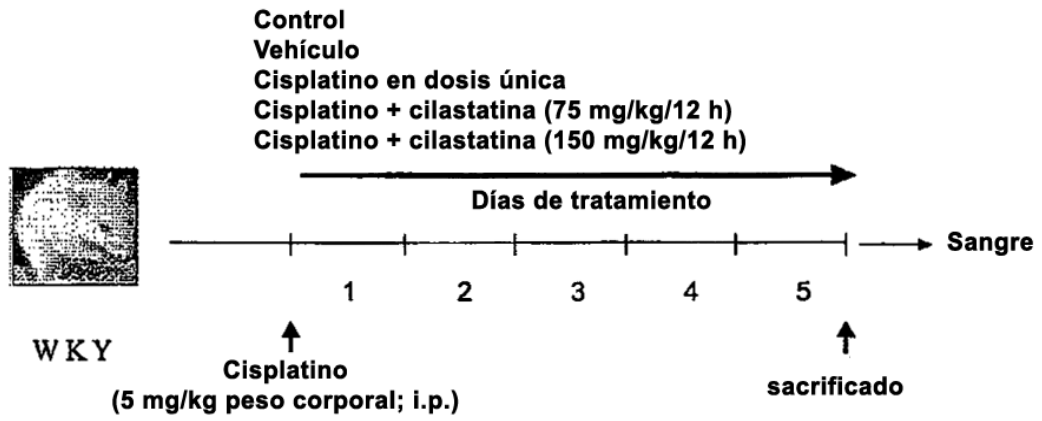 Control
Vehículo
Cisplatino en dosis única
Cisplatino + cilastatina (75 mg/kg/12 h)
Cisplatino + cilastatina (150 mg/kg/12 h)
Días de tratamiento
Sangre
1 2 3 4 5
WKY
Cisplatino
(5 mg/kg peso corporal; i.p.)
sacrificado